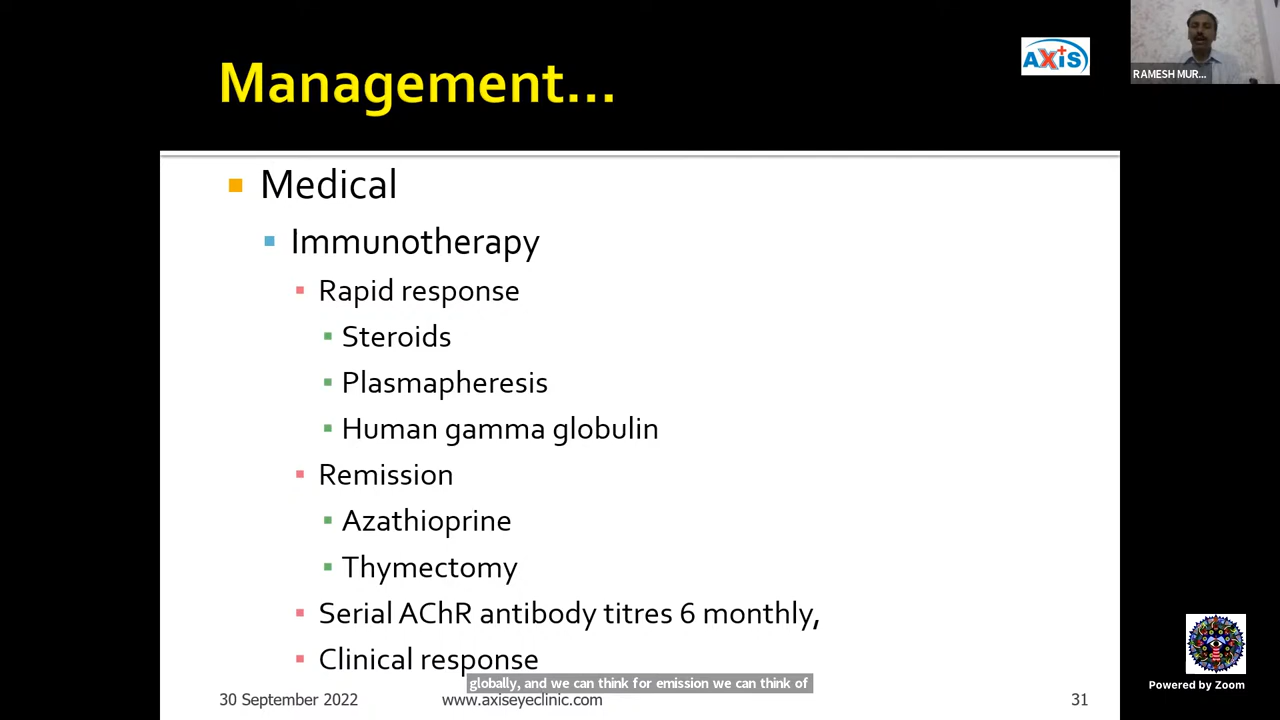 Management...
AXiS
RAMESH MUR...
Medical
Immunotherapy
Rapid response
Steroids
Plasmapheresis
Human gamma globulin
Remission
Azathioprine
Thymectomy
Serial AChR antibody titres 6 monthly,
Clinical response
globally, and we can think for emission we can think of
30 September 2022
www.axiseyeclinic.com
31
Powered by Zoom